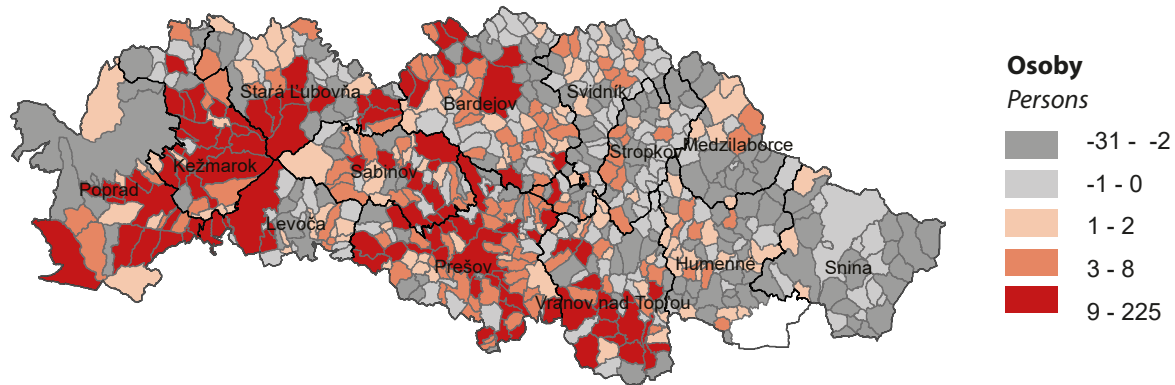 Stará Ľubovňa
Bardejov
Svidník
Stropkov
Medzilaborce
Kežmarok
Sabinov
Poprad
Levoča
Prešov
Humenné
Snina
Vranov nad Topľou
Osoby
Persons
-31 - -2
-1 - 0
1 - 2
3 - 8
9 - 225